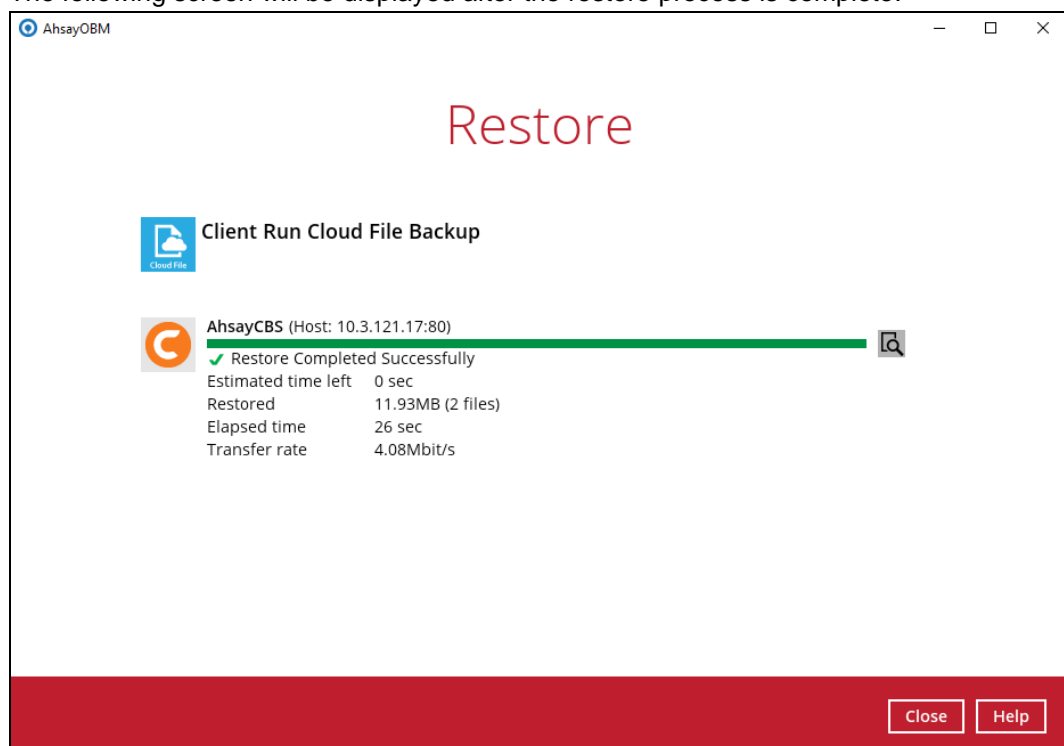 The following screen will be displayed after the restore process is complete.
AhsayOBM
Restore
Client Run Cloud File Backup
Cloud File
AhsayCBS (Host: 10.3.121.17:80)
Restore Completed Successfully
Estimated time left 0 sec
Restored 11.93MB (2 files)
Elapsed time 26 sec
Transfer rate 4.08Mbit/s
Close Help